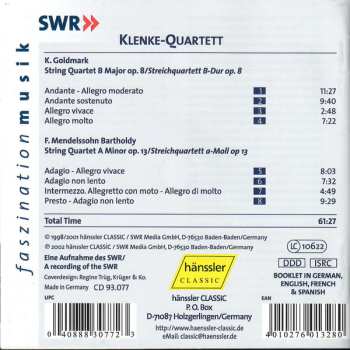 SWR
KLENKE-QUARTETT
faszination musik
K. Goldmark
String Quartet B Major op. 8/Streichquartett B-Dur op. 8
Andante - Allegro moderato 1 11:27
Andante sostenuto 2 9:40
Allegro vivace 3 2:48
Allegro molto 4 7:22
F. Mendelssohn Bartholdy
String Quartet A Minor op. 13/Streichquartett a-Moll op 13
Adagio - Allegro vivace 5 8:03
Adagio non lento 6 7:32
Intermezzo. Allegretto con moto - Allegro di molto 7 4:49
Presto - Adagio non lento 8 9:29
Total Time 61:27
℗ 1998/2001 hänssler CLASSIC / SWR Media GmbH, D-76530 Baden-Baden/Germany
℗ 2002 hänssler CLASSIC / SWR Media GmbH, D-76530 Baden-Baden/Germany
Eine Aufnahme des SWR/
A recording of the SWR
Coverdesign: Regine Trüg, Krüger & Ko.
Made in Germany CD 93.077
hänssler
CLASSIC
LC 10622
DDD ISRC
BOOKLET IN GERMAN,
ENGLISH, FRENCH
& SPANISH
UPC
0 40888 30772 3
hänssler CLASSIC
P.O. Box
D-71087 Holzgerlingen/Germany
http://www.haenssler-classic.de
eMail: classic@haenssler.de
EAN
4 010276 013280